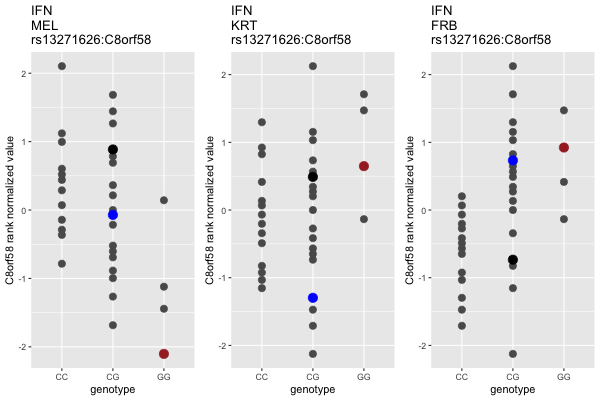 IFN
MEL
rs13271626:C8orf58
C8orf58 rank normalized value
2
1
0
-1
-2
CC
CG
GG
genotype
IFN
KRT
rs13271626:C8orf58
C8orf58 rank normalized value
2
1
0
-1
-2
CC
CG
GG
genotype
IFN
FRB
rs13271626:C8orf58
C8orf58 rank normalized value
2
1
0
-1
-2
CC
CG
GG
genotype